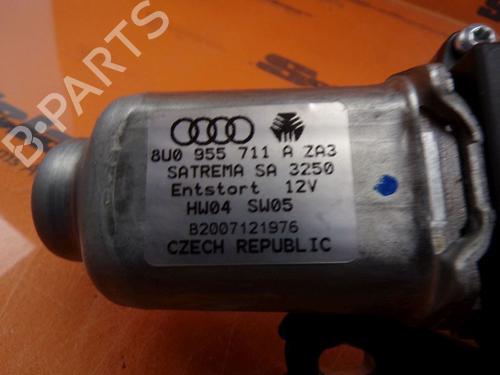 B-PARTS
8U0 955 711 A ZA3
SATREMA SA 3250
Entstort 12V
HW04 SW05
B2007121976
CZECH REPUBLIC